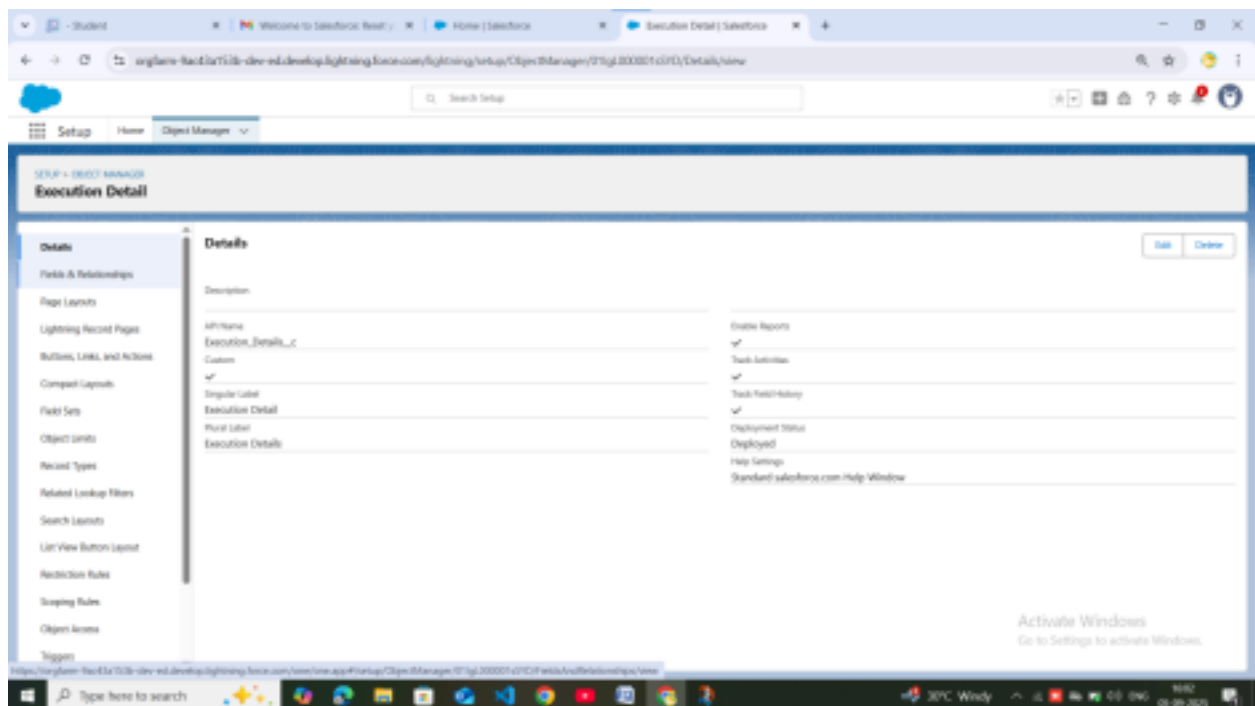 - Student
Welcome to Salesforce: Reset y
Home | Salesforce
Execution Detail | Salesforce
Search Setup
Setup
Home
Object Manager
SETUP > OBJECT MANAGER
Execution Detail
Details
Fields & Relationships
Page Layouts
Lightning Record Pages
Buttons, Links, and Actions
Compact Layouts
Field Sets
Object Limits
Record Types
Related Lookup Filters
Search Layouts
List View Button Layout
Restriction Rules
Scoping Rules
Object Access
Triggers
Details
Edit
Delete
Description
API Name
Execution_Details__c
Custom
Singular Label
Execution Detail
Plural Label
Execution Details
Enable Reports
Track Activities
Track Field History
Deployment Status
Deployed
Help Settings
Standard salesforce.com Help Window
Activate Windows
Go to Settings to activate Windows.
Type here to search
30°C Windy
ENG
16:02